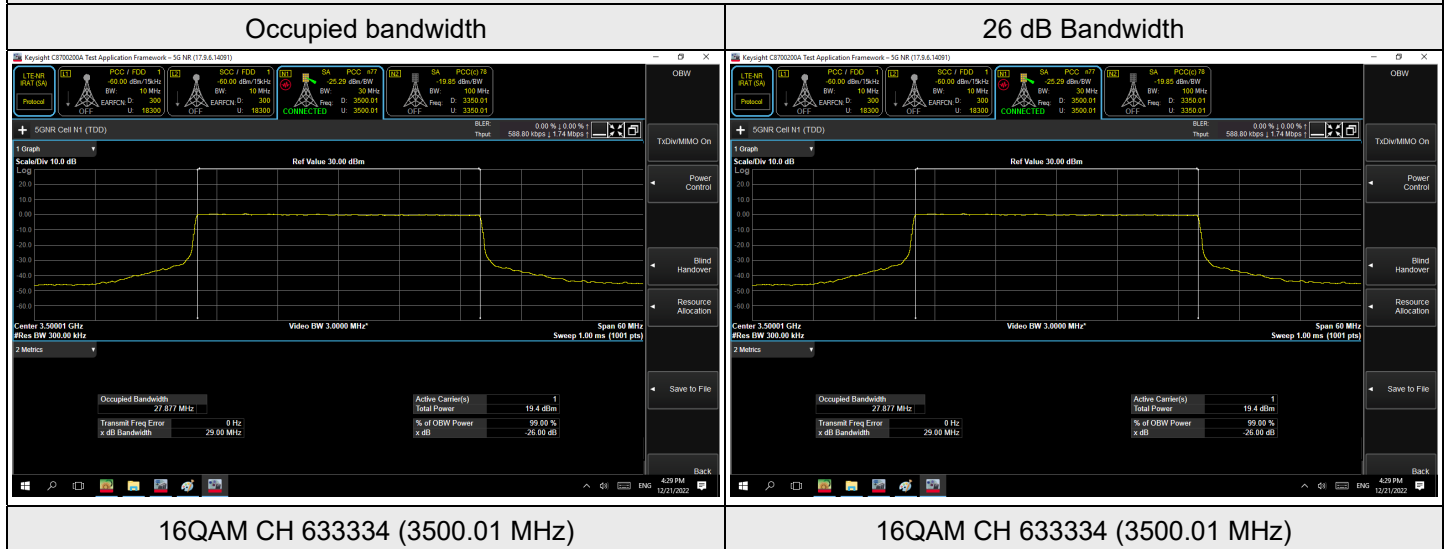 Occupied bandwidth
26 dB Bandwidth
Keysight C8700200A Test Application Framework – 5G NR (17.9.6.14091)
LTE-NR
IRAT (SA)
Protocol
L1 PCC / FDD 1
-60.00 dBm/15kHz
BW: 10 MHz
EARFCN: D: 300
OFF U: 18300
L2 SCC / FDD 1
-60.00 dBm/15kHz
BW: 10 MHz
EARFCN: D: 300
OFF U: 18300
N1 SA PCC n77
-25.29 dBm/BW
BW: 30 MHz
Freq: D: 3500.01
CONNECTED U: 3500.01
N2 SA PCC(c) 78
-19.85 dBm/BW
BW: 100 MHz
Freq: D: 3350.01
OFF U: 3350.01
OBW
5GNR Cell N1 (TDD)
BLER: 0.00 % ↓ 0.00 % ↑
Thput: 588.80 kbps ↓ 1.74 Mbps ↑
TxDiv/MIMO On
1 Graph
Scale/Div 10.0 dB
Ref Value 30.00 dBm
Log
20.0
10.0
0.00
-10.0
-20.0
-30.0
-40.0
-50.0
-60.0
Power
Control
Blind
Handover
Resource
Allocation
Center 3.50001 GHz
Video BW 3.0000 MHz*
Span 60 MHz
#Res BW 300.00 kHz
Sweep 1.00 ms (1001 pts)
2 Metrics
Save to File
Occupied Bandwidth
27.877 MHz
Transmit Freq Error 0 Hz
x dB Bandwidth 29.00 MHz
Active Carrier(s) 1
Total Power 19.4 dBm
% of OBW Power 99.00 %
x dB -26.00 dB
Back
ENG
4:29 PM
12/21/2022
Keysight C8700200A Test Application Framework – 5G NR (17.9.6.14091)
LTE-NR
IRAT (SA)
Protocol
L1 PCC / FDD 1
-60.00 dBm/15kHz
BW: 10 MHz
EARFCN: D: 300
OFF U: 18300
L2 SCC / FDD 1
-60.00 dBm/15kHz
BW: 10 MHz
EARFCN: D: 300
OFF U: 18300
N1 SA PCC n77
-25.29 dBm/BW
BW: 30 MHz
Freq: D: 3500.01
CONNECTED U: 3500.01
N2 SA PCC(c) 78
-19.85 dBm/BW
BW: 100 MHz
Freq: D: 3350.01
OFF U: 3350.01
OBW
5GNR Cell N1 (TDD)
BLER: 0.00 % ↓ 0.00 % ↑
Thput: 588.80 kbps ↓ 1.74 Mbps ↑
TxDiv/MIMO On
1 Graph
Scale/Div 10.0 dB
Ref Value 30.00 dBm
Log
20.0
10.0
0.00
-10.0
-20.0
-30.0
-40.0
-50.0
-60.0
Power
Control
Blind
Handover
Resource
Allocation
Center 3.50001 GHz
Video BW 3.0000 MHz*
Span 60 MHz
#Res BW 300.00 kHz
Sweep 1.00 ms (1001 pts)
2 Metrics
Save to File
Occupied Bandwidth
27.877 MHz
Transmit Freq Error 0 Hz
x dB Bandwidth 29.00 MHz
Active Carrier(s) 1
Total Power 19.4 dBm
% of OBW Power 99.00 %
x dB -26.00 dB
Back
ENG
4:29 PM
12/21/2022
16QAM CH 633334 (3500.01 MHz)
16QAM CH 633334 (3500.01 MHz)